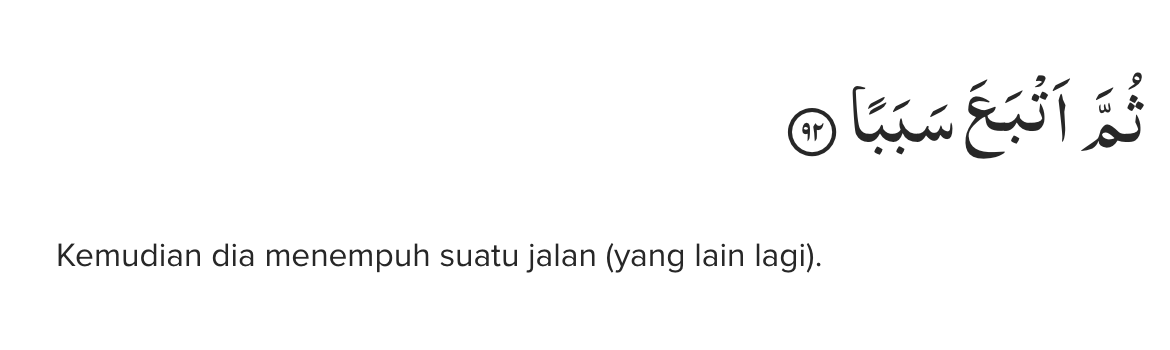 ثُمَّ اَتْبَعَ سَبَبًا ۝٩٢
Kemudian dia menempuh suatu jalan (yang lain lagi).